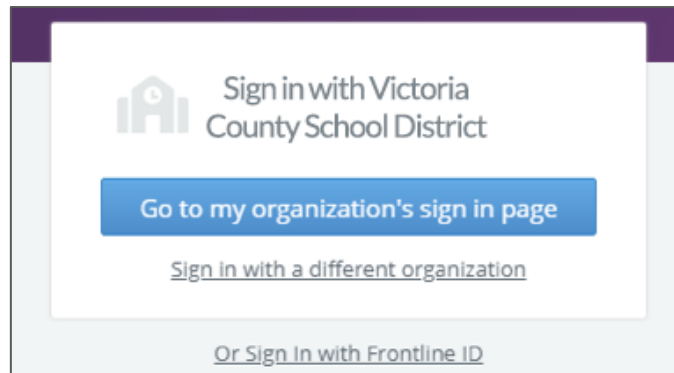 Sign in with Victoria
County School District
Go to my organization's sign in page
Sign in with a different organization
Or Sign In with Frontline ID